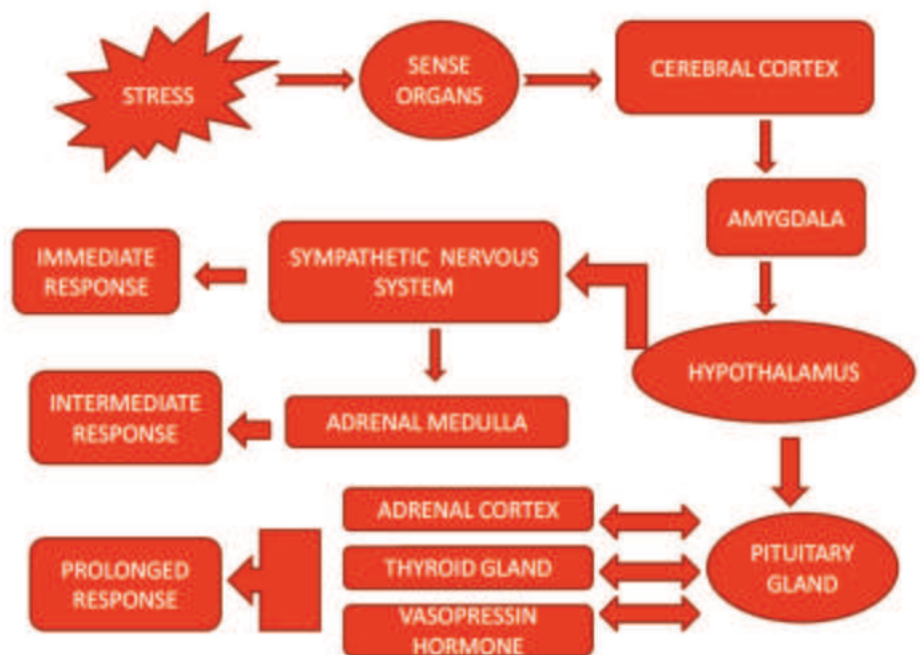 STRESS
SENSE
ORGANS
CEREBRAL CORTEX
AMYGDALA
IMMEDIATE
RESPONSE
SYMPATHETIC NERVOUS
SYSTEM
HYPOTHALAMUS
INTERMEDIATE
RESPONSE
ADRENAL MEDULLA
ADRENAL CORTEX
THYROID GLAND
VASOPRESSIN
HORMONE
PITUITARY
GLAND
PROLONGED
RESPONSE